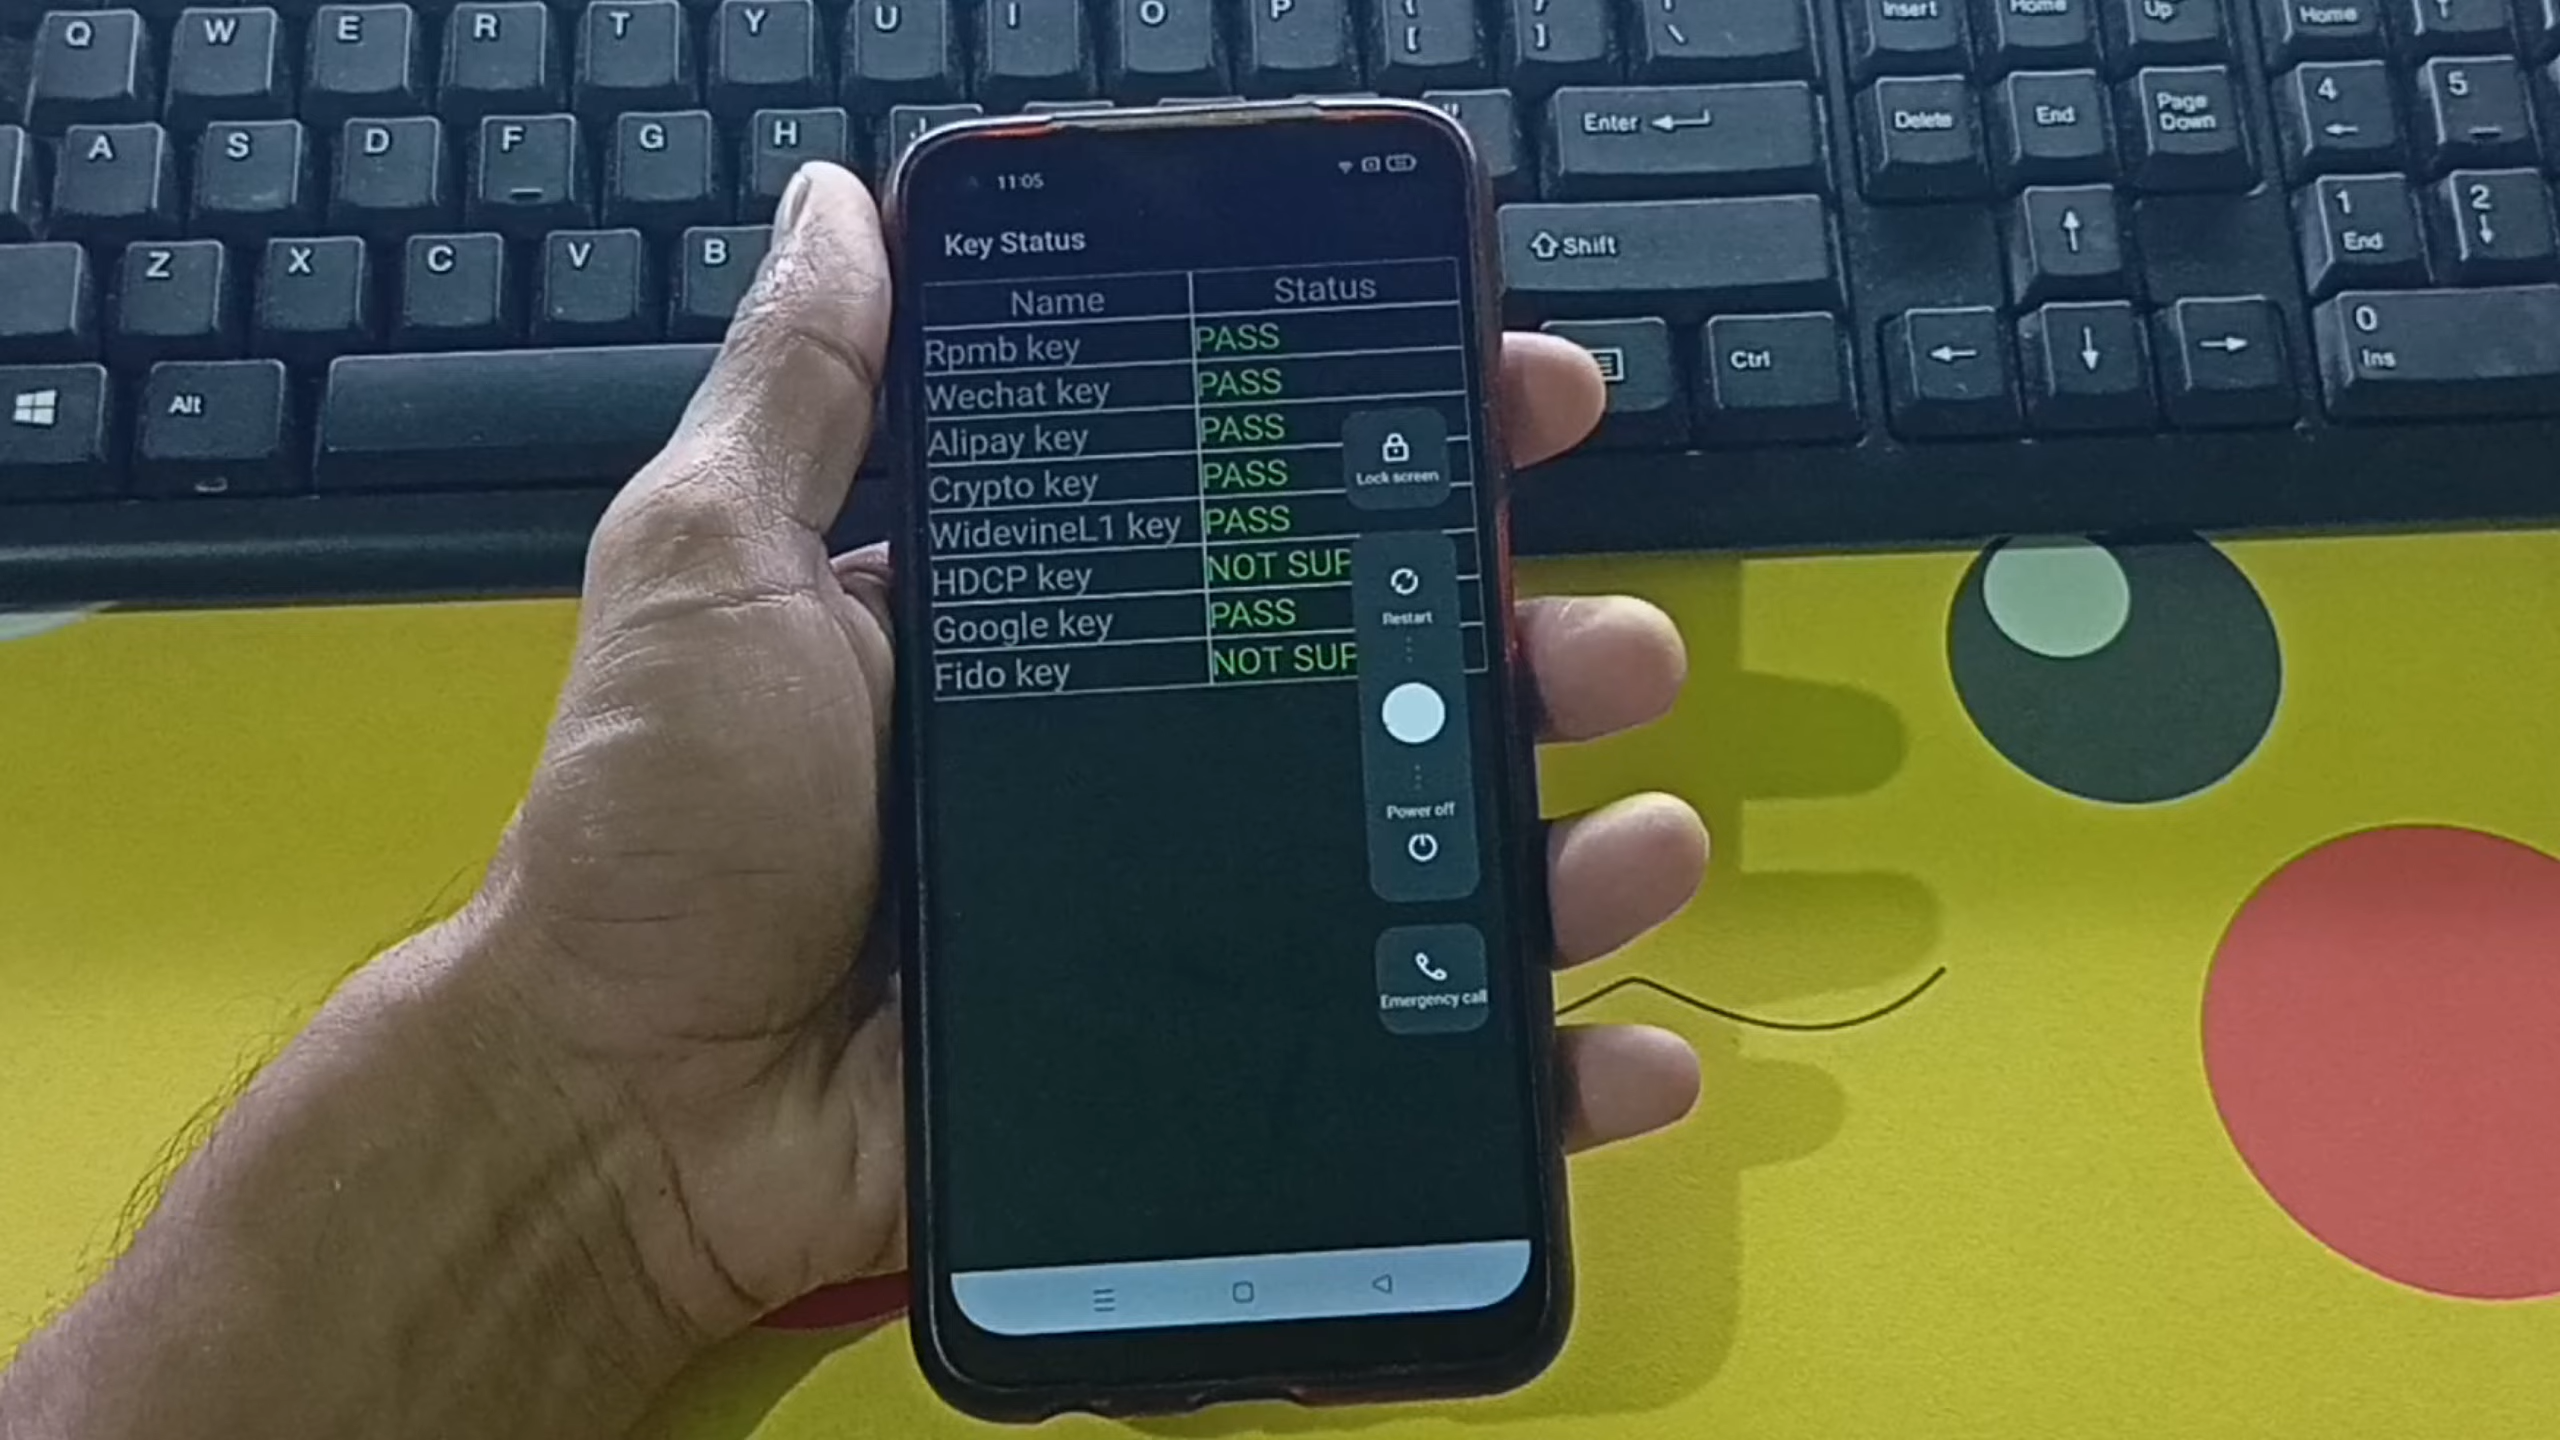 Q W E R T Y U I O P { [ } ] \ Insert Home Up Home
A S D F G H J " Enter Delete End Page Down 4 5
Z X C V B Shift 1 End 2
Alt Ctrl 0 Ins
11:05
Key Status
Name Status
Rpmb key PASS
Wechat key PASS
Alipay key PASS
Crypto key PASS
WidevineL1 key PASS
HDCP key NOT SUP
Google key PASS
Fido key NOT SUP
Lock screen
Restart
Power off
Emergency call